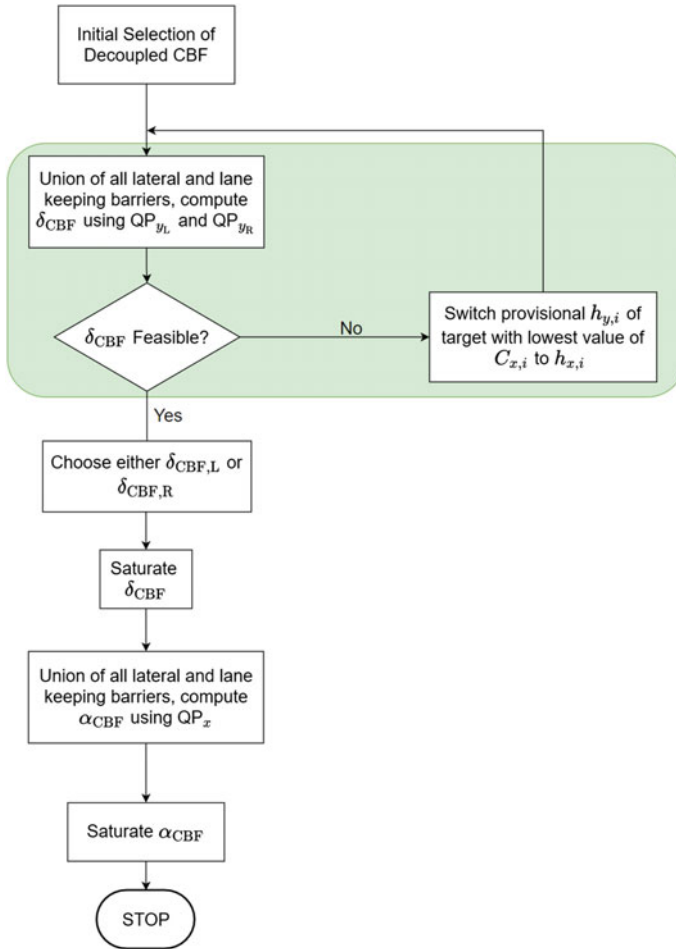 Initial Selection of
Decoupled CBF
Union of all lateral and lane
keeping barriers, compute
δ_CBF using QP_{y_L} and QP_{y_R}
δ_CBF Feasible?
No
Switch provisional h_{y,i} of
target with lowest value of
C_{x,i} to h_{x,i}
Yes
Choose either δ_{CBF,L} or
δ_{CBF,R}
Saturate
δ_CBF
Union of all lateral and lane
keeping barriers, compute
α_CBF using QP_x
Saturate α_CBF
STOP